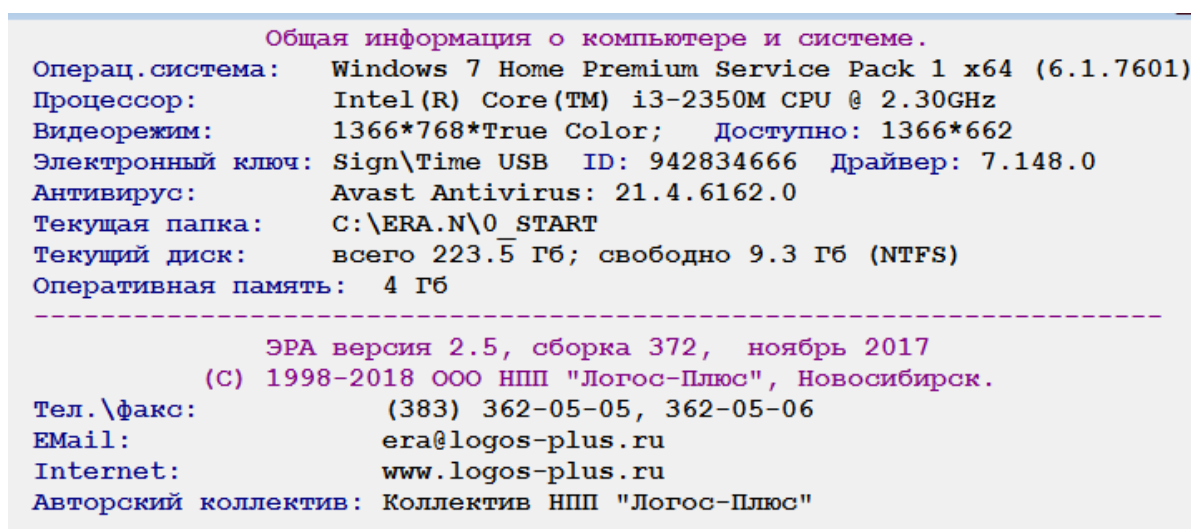 Общая информация о компьютере и системе.
Операц.система: Windows 7 Home Premium Service Pack 1 x64 (6.1.7601)
Процессор: Intel(R) Core(TM) i3-2350M CPU @ 2.30GHz
Видеорежим: 1366*768*True Color; Доступно: 1366*662
Электронный ключ: Sign\Time USB ID: 942834666 Драйвер: 7.148.0
Антивирус: Avast Antivirus: 21.4.6162.0
Текущая папка: C:\ERA.N\0_START
Текущий диск: всего 223.5 Гб; свободно 9.3 Гб (NTFS)
Оперативная память: 4 Гб
--------------------------------------------------------------------
ЭРА версия 2.5, сборка 372, ноябрь 2017
(C) 1998-2018 ООО НПП "Логос-Плюс", Новосибирск.
Тел.\факс: (383) 362-05-05, 362-05-06
EMail: era@logos-plus.ru
Internet: www.logos-plus.ru
Авторский коллектив: Коллектив НПП "Логос-Плюс"